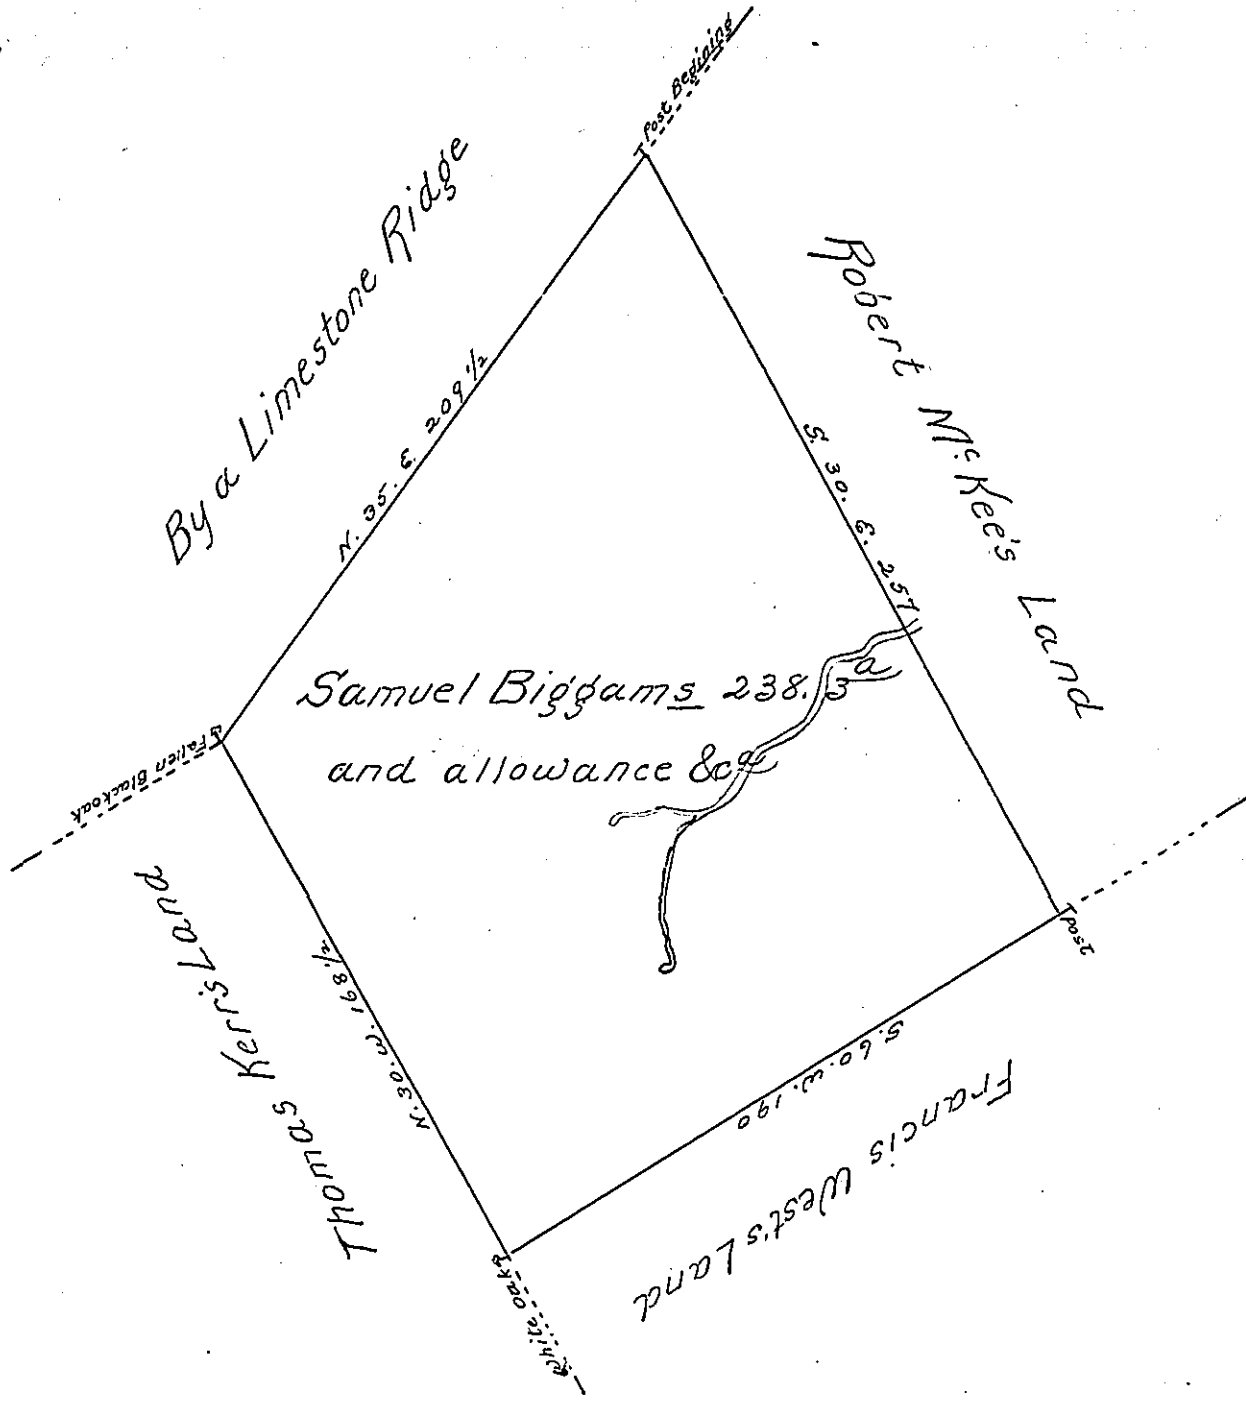 Post Begining
By a Limestone Ridge
N. 35. E. 209 1/2
Robert McKee's Land
S. 30. E. 257
Samuel Biggams 238. 3 a
and allowance &ca
Fallen Blackoak
Thomas Kerr's Land
N. 30. W. 168 1/2
Post
S. 60. W. 190
Francis West's Land
White Oak